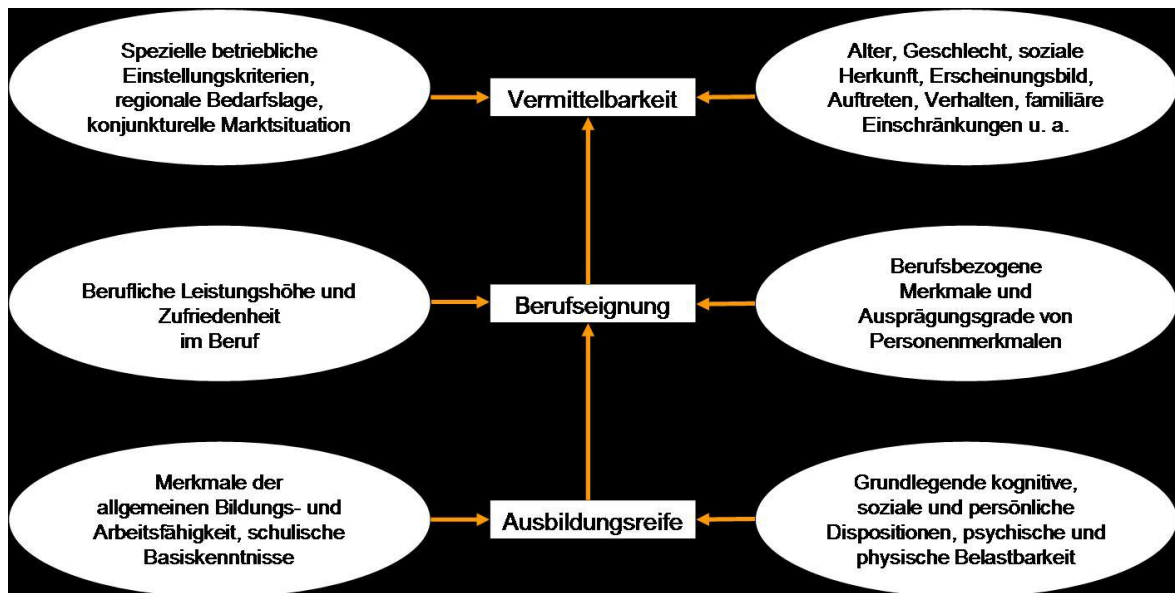 Spezielle betriebliche
Einstellungskriterien,
regionale Bedarfslage,
konjunkturelle Marktsituation
Vermittelbarkeit
Alter, Geschlecht, soziale
Herkunft, Erscheinungsbild,
Auftreten, Verhalten, familiäre
Einschränkungen u. a.
Berufliche Leistungshöhe und
Zufriedenheit
im Beruf
Berufseignung
Berufsbezogene
Merkmale und
Ausprägungsgrade von
Personenmerkmalen
Merkmale der
allgemeinen Bildungs- und
Arbeitsfähigkeit, schulische
Basiskenntnisse
Ausbildungsreife
Grundlegende kognitive,
soziale und persönliche
Dispositionen, psychische und
physische Belastbarkeit